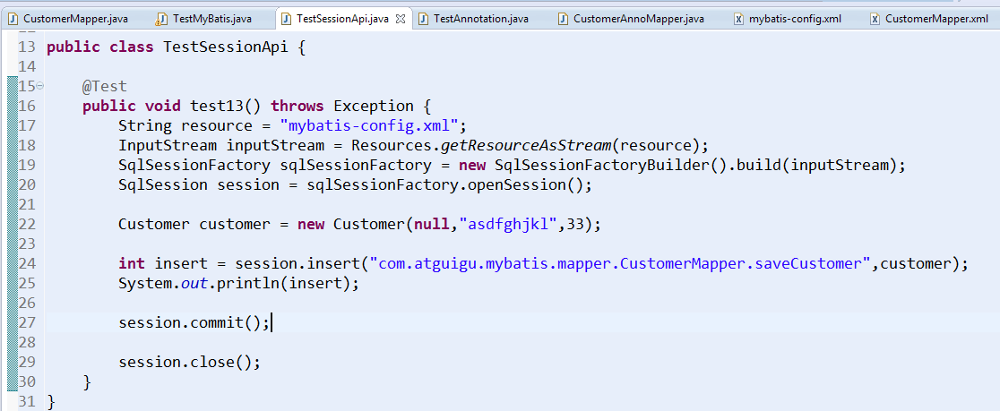 CustomerMapper.java TestMyBatis.java TestSessionApi.java TestAnnotation.java CustomerAnnoMapper.java mybatis-config.xml CustomerMapper.xml
13 public class TestSessionApi {
14
15 @Test
16 public void test13() throws Exception {
17 String resource = "mybatis-config.xml";
18 InputStream inputStream = Resources.getResourceAsStream(resource);
19 SqlSessionFactory sqlSessionFactory = new SqlSessionFactoryBuilder().build(inputStream);
20 SqlSession session = sqlSessionFactory.openSession();
21
22 Customer customer = new Customer(null,"asdfghjkl",33);
23
24 int insert = session.insert("com.atguigu.mybatis.mapper.CustomerMapper.saveCustomer",customer);
25 System.out.println(insert);
26
27 session.commit();
28
29 session.close();
30 }
31 }